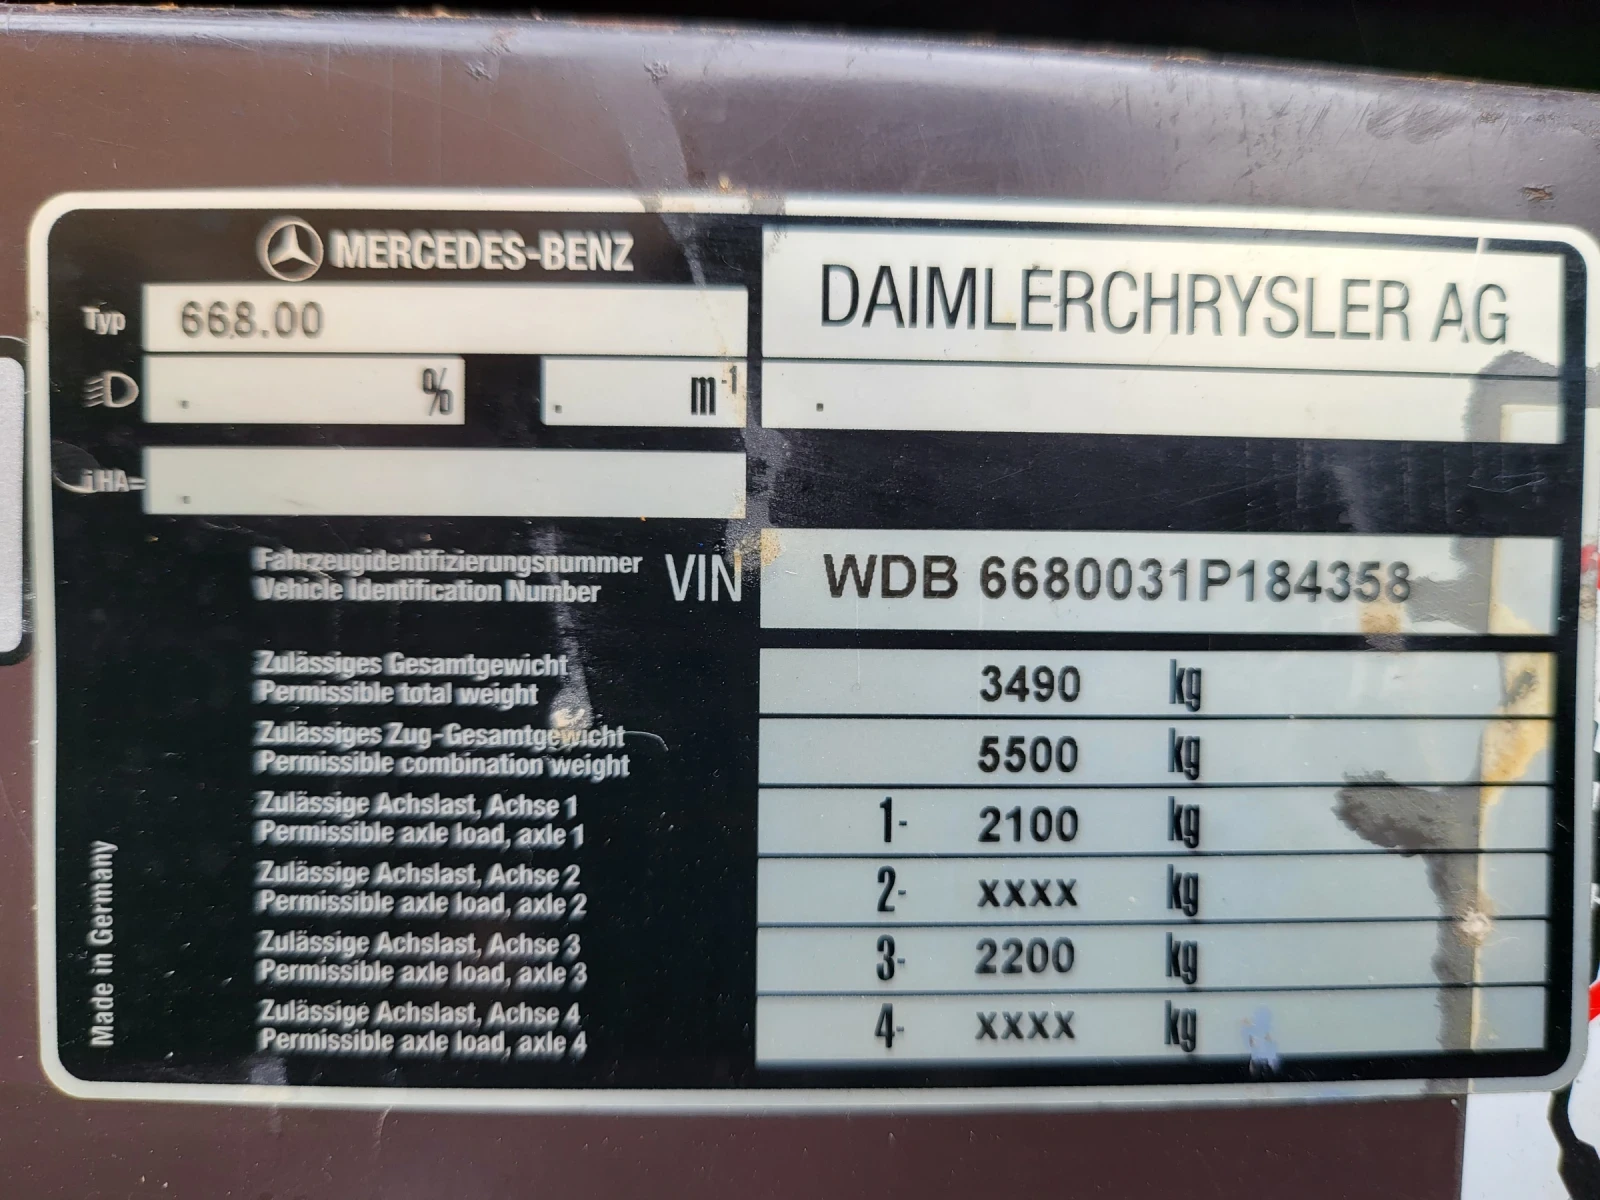 MERCEDES-BENZ
DAIMLERCHRYSLER AG
Typ 668.00
. % . m-1 .
iHA= .
Fahrzeugidentifizierungsnummer
Vehicle Identification Number
VIN WDB 6680031P184358
Zulässiges Gesamtgewicht
Permissible total weight
3490 kg
Zulässiges Zug-Gesamtgewicht
Permissible combination weight
5500 kg
Zulässige Achslast, Achse 1
Permissible axle load, axle 1
1- 2100 kg
Zulässige Achslast, Achse 2
Permissible axle load, axle 2
2- xxxx kg
Zulässige Achslast, Achse 3
Permissible axle load, axle 3
3- 2200 kg
Zulässige Achslast, Achse 4
Permissible axle load, axle 4
4- xxxx kg
Made in Germany